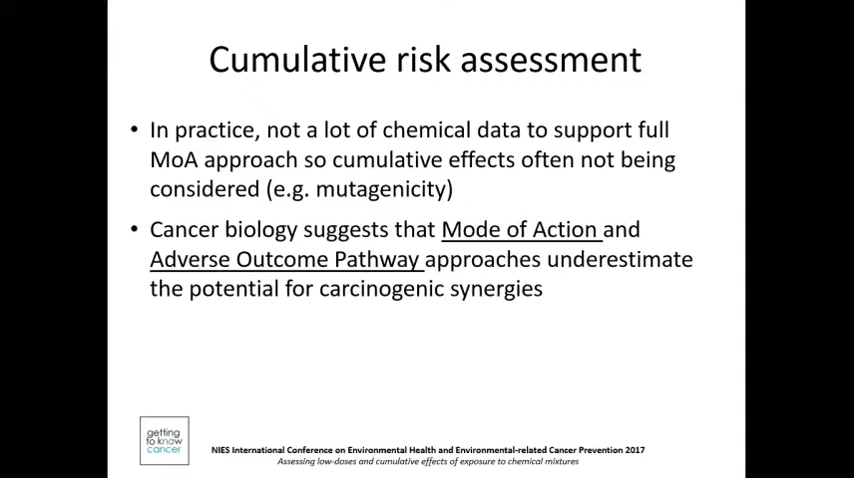 Cumulative risk assessment
• In practice, not a lot of chemical data to support full
MoA approach so cumulative effects often not being
considered (e.g. mutagenicity)
• Cancer biology suggests that Mode of Action and
Adverse Outcome Pathway approaches underestimate
the potential for carcinogenic synergies
getting
to know
cancer
NIES International Conference on Environmental Health and Environmental-related Cancer Prevention 2017
Assessing low-doses and cumulative effects of exposure to chemical mixtures